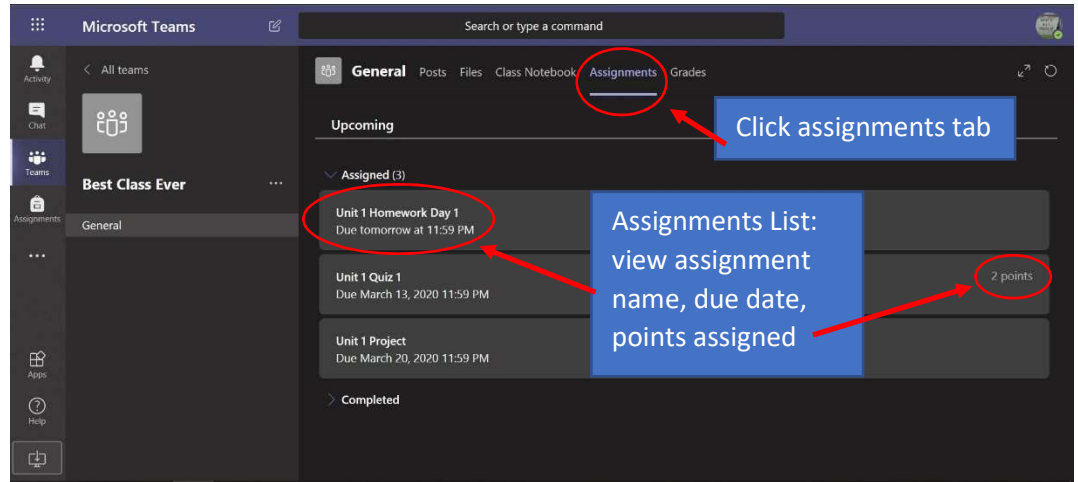 Microsoft Teams
Search or type a command
Activity
Chat
Teams
Assignments
Apps
Help
All teams
Best Class Ever
General
General Posts Files Class Notebook Assignments Grades
Click assignments tab
Upcoming
Assigned (3)
Unit 1 Homework Day 1
Due tomorrow at 11:59 PM
Unit 1 Quiz 1
Due March 13, 2020 11:59 PM
2 points
Unit 1 Project
Due March 20, 2020 11:59 PM
Completed
Assignments List:
view assignment
name, due date,
points assigned